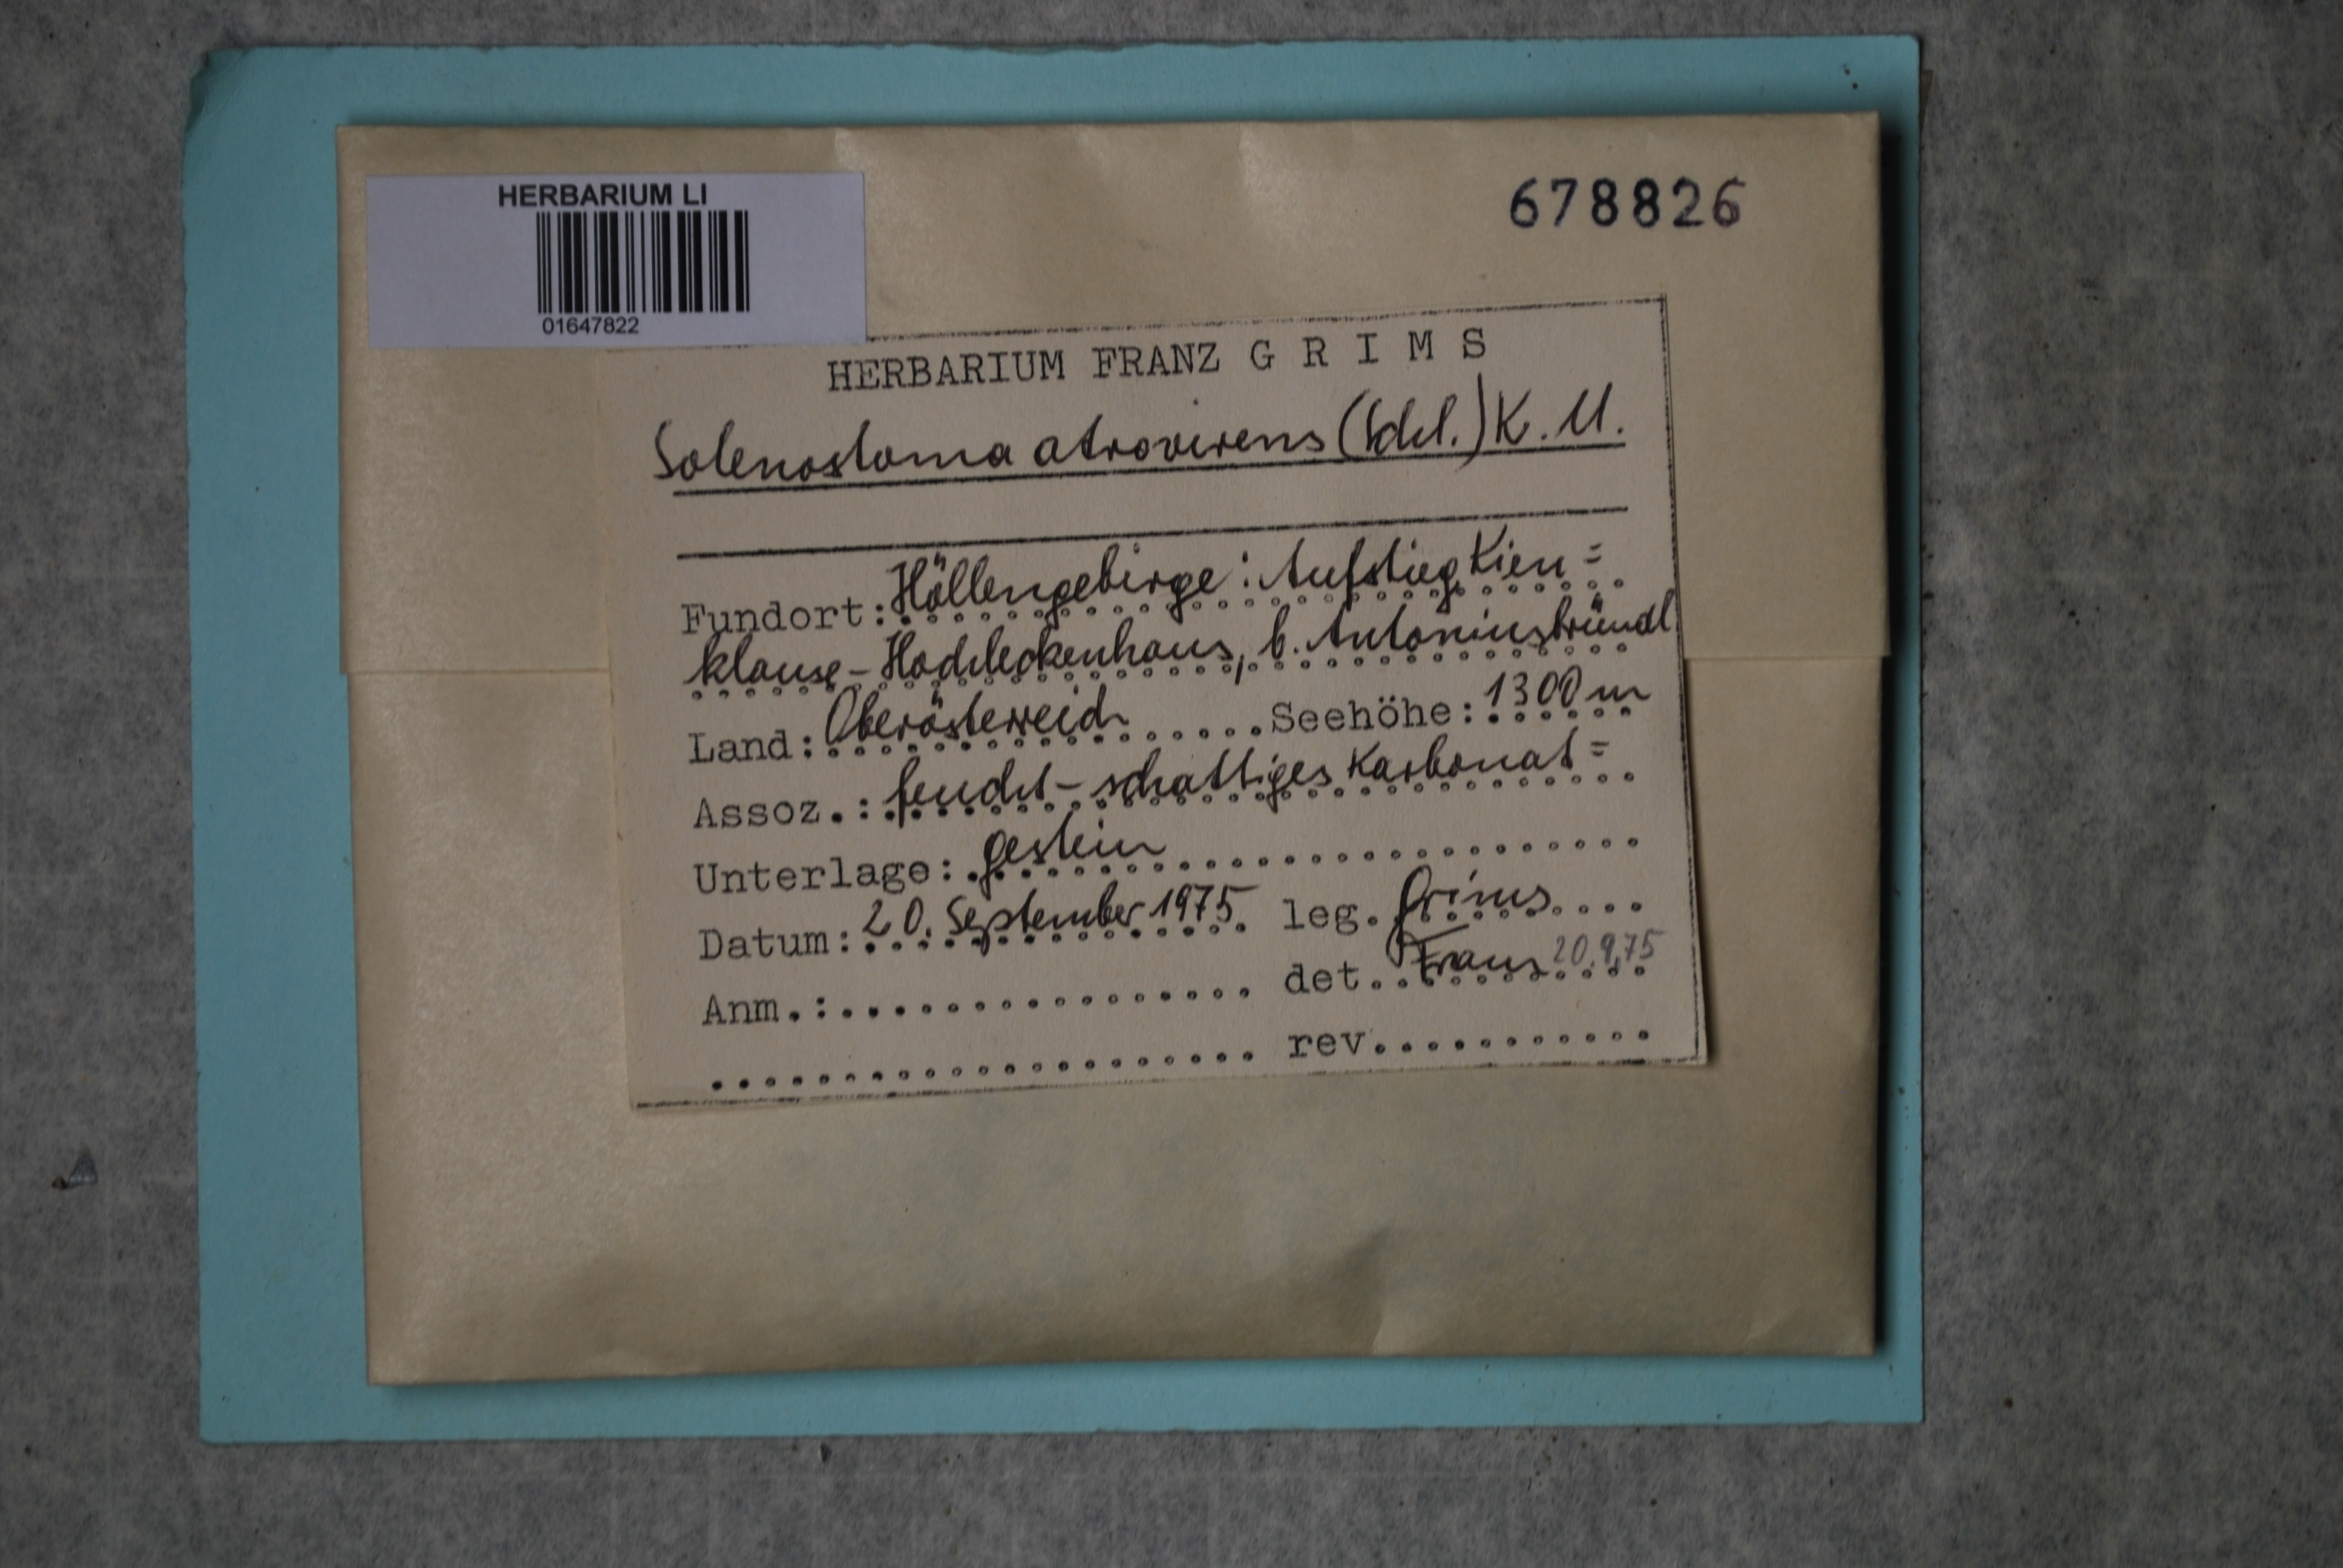 HERBARIUM LI
01647822
678826
HERBARIUM FRANZ G R I M S
Solenostoma atrovirens (Schl.) K. M.
Fundort: Höllengebirge: Aufstieg Kien=
klause - Hochleckenhaus, b. Antoniusbründl
Land: Oberösterreich ...... Seehöhe: 1300 m
Assoz.: feucht - schattiges Karbonat=
Unterlage: gestein
Datum: 20. September 1975. leg. Grims
Anm.: det. 20.9.75
rev.